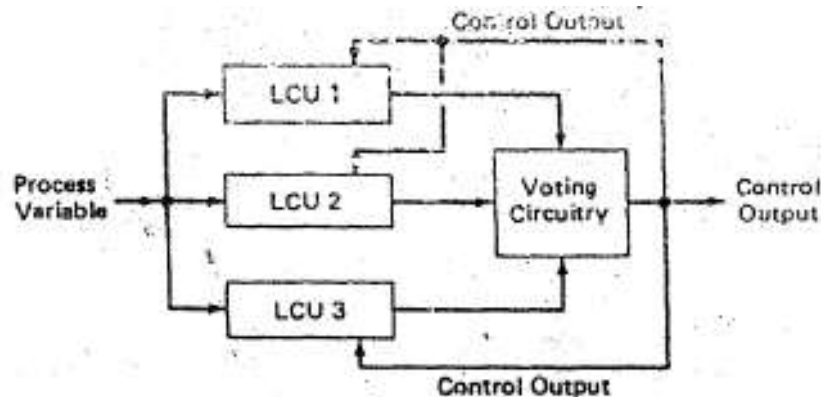 Control Output
LCU 1
Process
Variable
LCU 2
Voting
Circuitry
Control
Output
LCU 3
Control Output